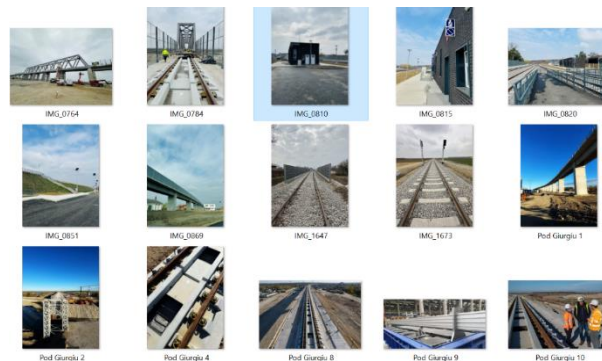 IMG_0764
IMG_0784
IMG_0810
IMG_0815
IMG_0820
IMG_0851
IMG_0869
IMG_1647
IMG_1673
Pod Giurgiu 1
Pod Giurgiu 2
Pod Giurgiu 4
Pod Giurgiu 8
Pod Giurgiu 9
Pod Giurgiu 10